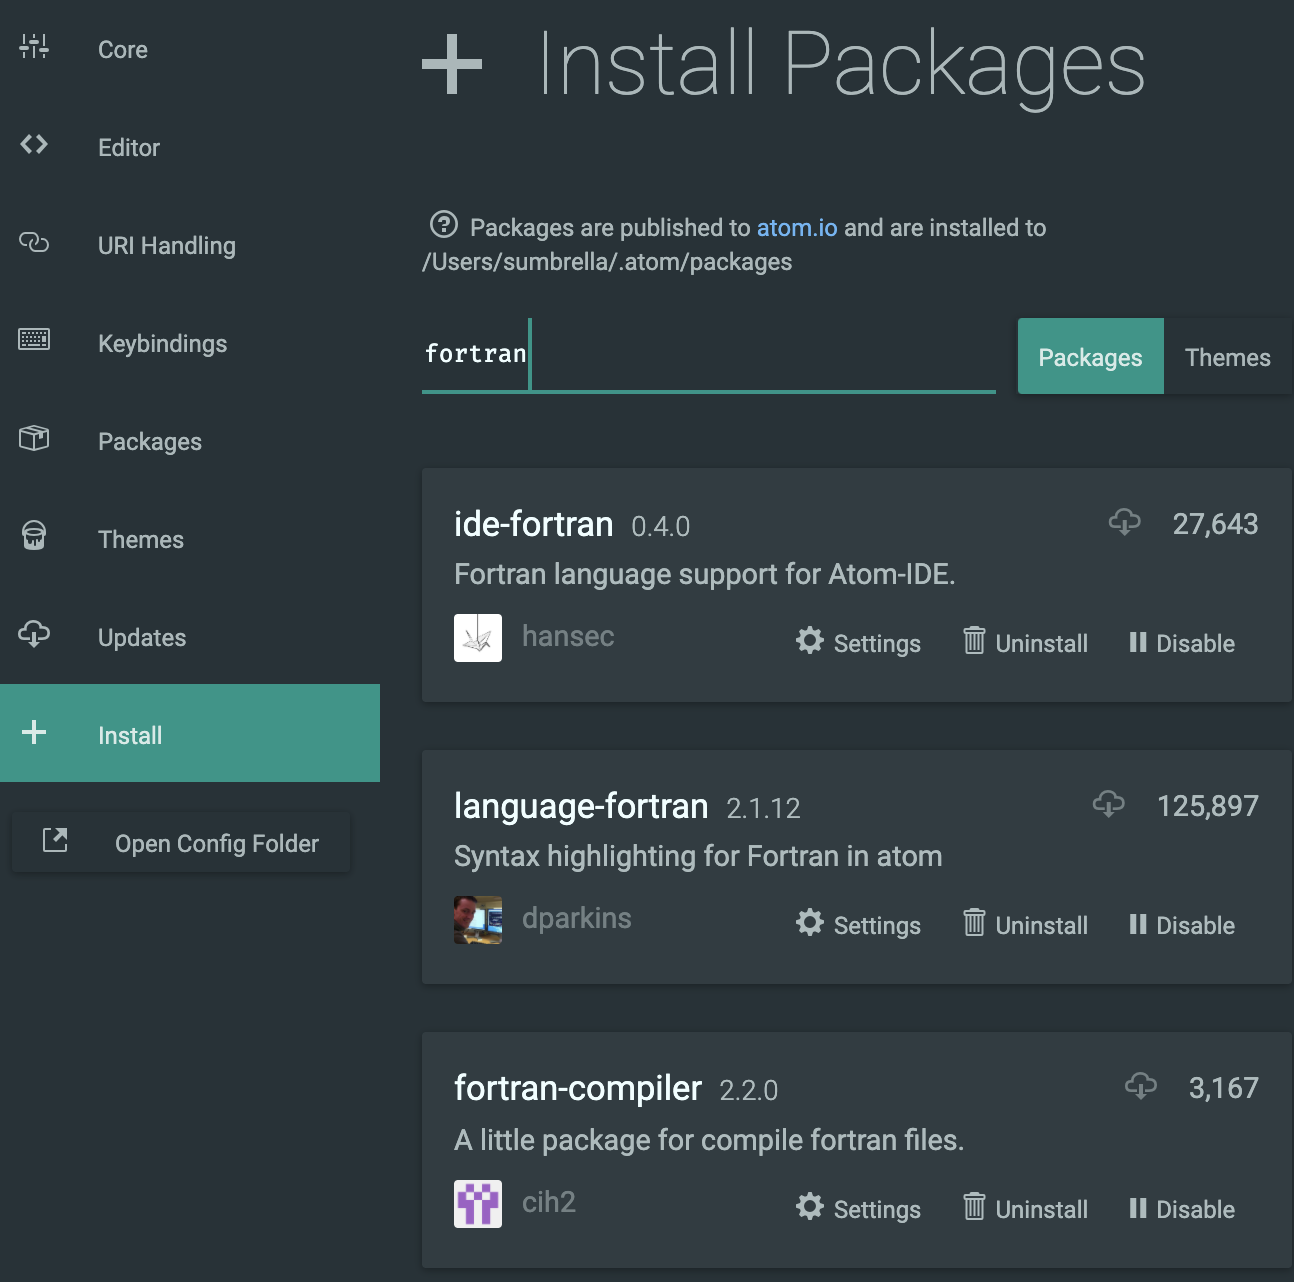 Core
Editor
URI Handling
Keybindings
Packages
Themes
Updates
Install
Open Config Folder
Install Packages
Packages are published to atom.io and are installed to
/Users/sumbrella/.atom/packages
fortran
Packages Themes
ide-fortran 0.4.0 27,643
Fortran language support for Atom-IDE.
hansec Settings Uninstall Disable
language-fortran 2.1.12 125,897
Syntax highlighting for Fortran in atom
dparkins Settings Uninstall Disable
fortran-compiler 2.2.0 3,167
A little package for compile fortran files.
cih2 Settings Uninstall Disable